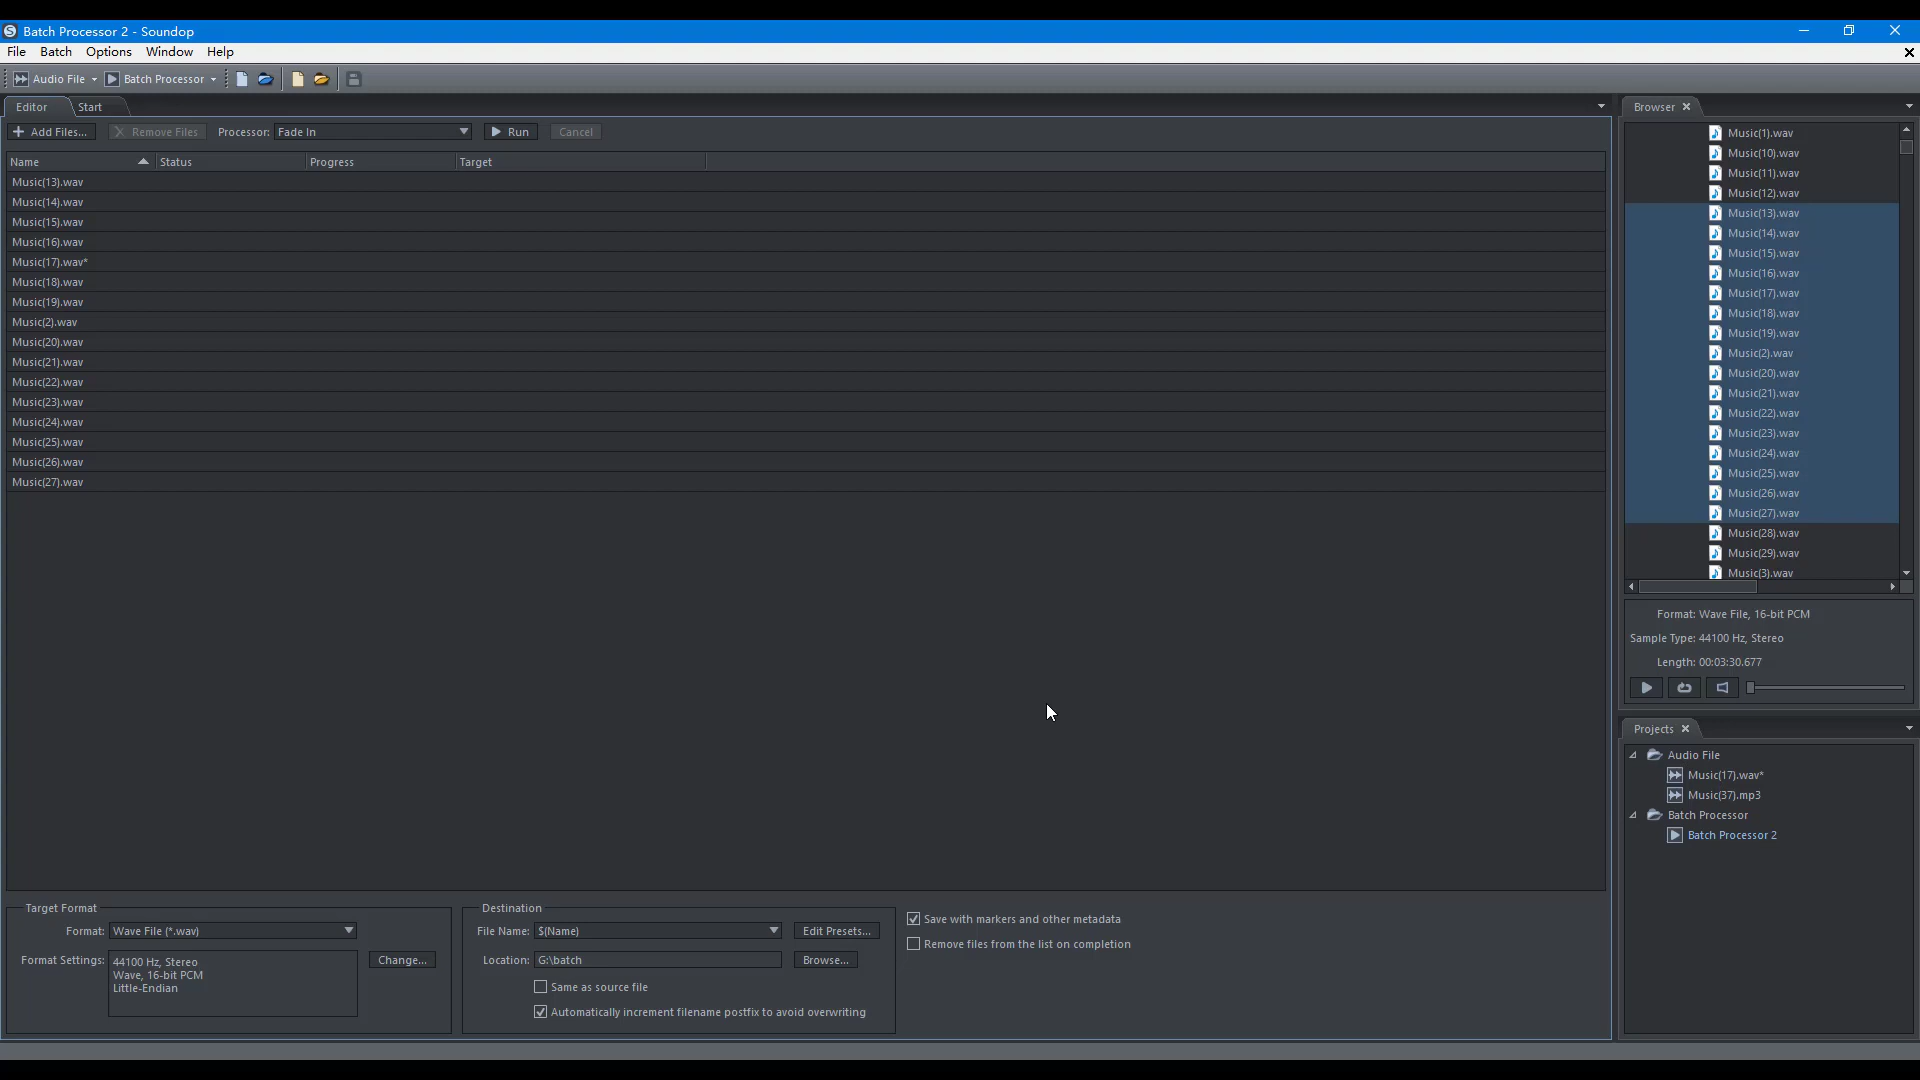 Batch Processor 2 - Soundop
File Batch Options Window Help
Audio File Batch Processor
Editor Start
Add Files... Remove Files Processor: Fade In Run Cancel
Name Status Progress Target
Music(13).wav
Music(14).wav
Music(15).wav
Music(16).wav
Music(17).wav*
Music(18).wav
Music(19).wav
Music(2).wav
Music(20).wav
Music(21).wav
Music(22).wav
Music(23).wav
Music(24).wav
Music(25).wav
Music(26).wav
Music(27).wav
Target Format
Format: Wave File (*.wav)
Format Settings: 44100 Hz, Stereo
Wave, 16-bit PCM
Little-Endian
Change...
Destination
File Name: $(Name) Edit Presets...
Location: G:\batch Browse...
Same as source file
Automatically increment filename postfix to avoid overwriting
Save with markers and other metadata
Remove files from the list on completion
Browser
Music(1).wav
Music(10).wav
Music(11).wav
Music(12).wav
Music(13).wav
Music(14).wav
Music(15).wav
Music(16).wav
Music(17).wav
Music(18).wav
Music(19).wav
Music(2).wav
Music(20).wav
Music(21).wav
Music(22).wav
Music(23).wav
Music(24).wav
Music(25).wav
Music(26).wav
Music(27).wav
Music(28).wav
Music(29).wav
Music(3).wav
Format: Wave File, 16-bit PCM
Sample Type: 44100 Hz, Stereo
Length: 00:03:30.677
Projects
Audio File
Music(17).wav*
Music(37).mp3
Batch Processor
Batch Processor 2